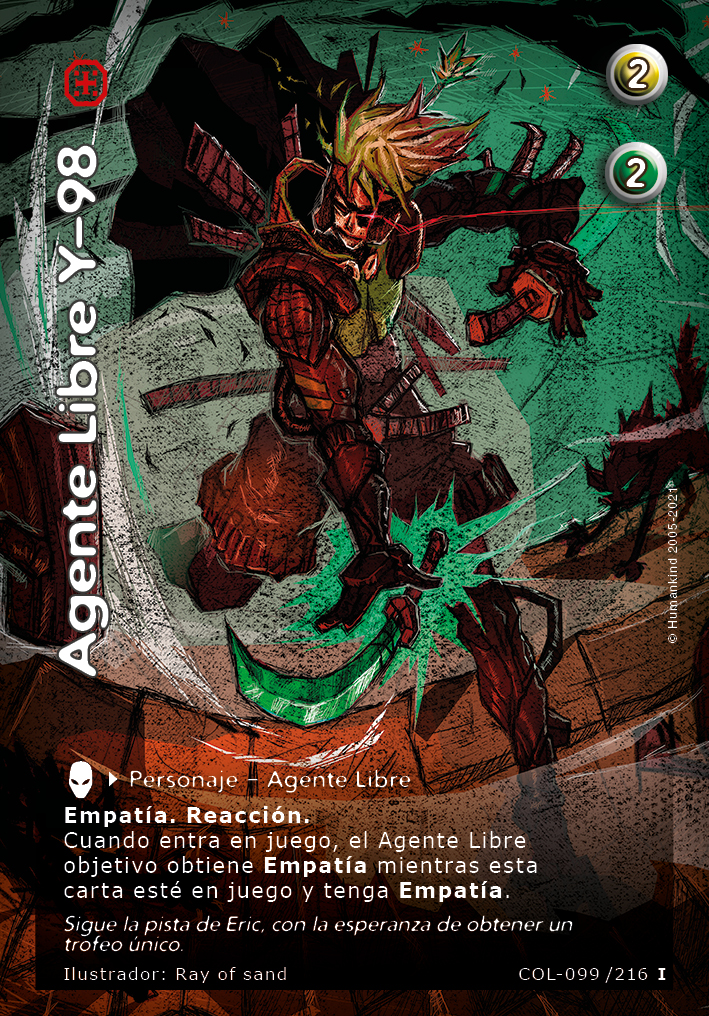 2
2
Agente Libre Y-98
© Humankind 2005-2021
Personaje - Agente Libre
Empatía. Reacción.
Cuando entra en juego, el Agente Libre
objetivo obtiene Empatía mientras esta
carta esté en juego y tenga Empatía.
Sigue la pista de Eric, con la esperanza de obtener un
trofeo único.
Ilustrador: Ray of sand
COL-099 /216 I